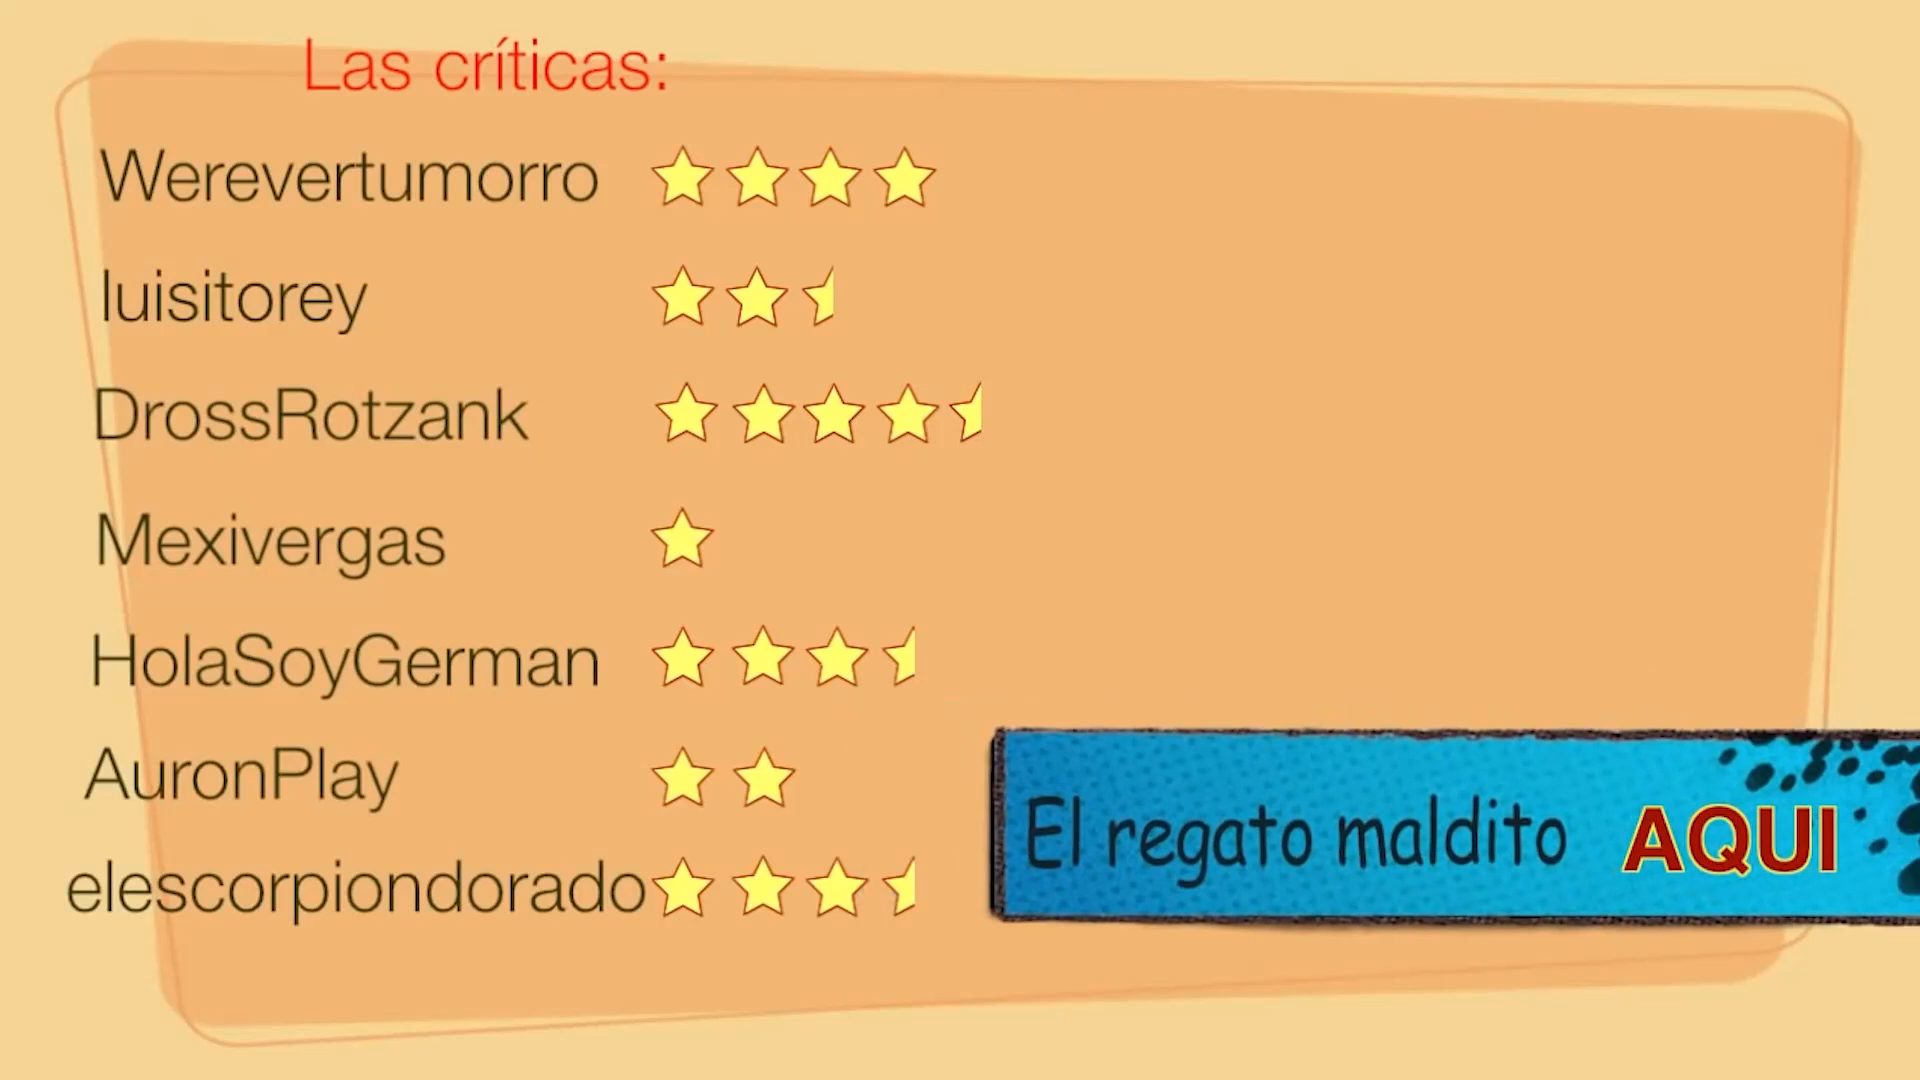 Las críticas:
Werevertumorro
luisitorey
DrossRotzank
Mexivergas
HolaSoyGerman
AuronPlay
El regato maldito AQUI
elescorpiondorado